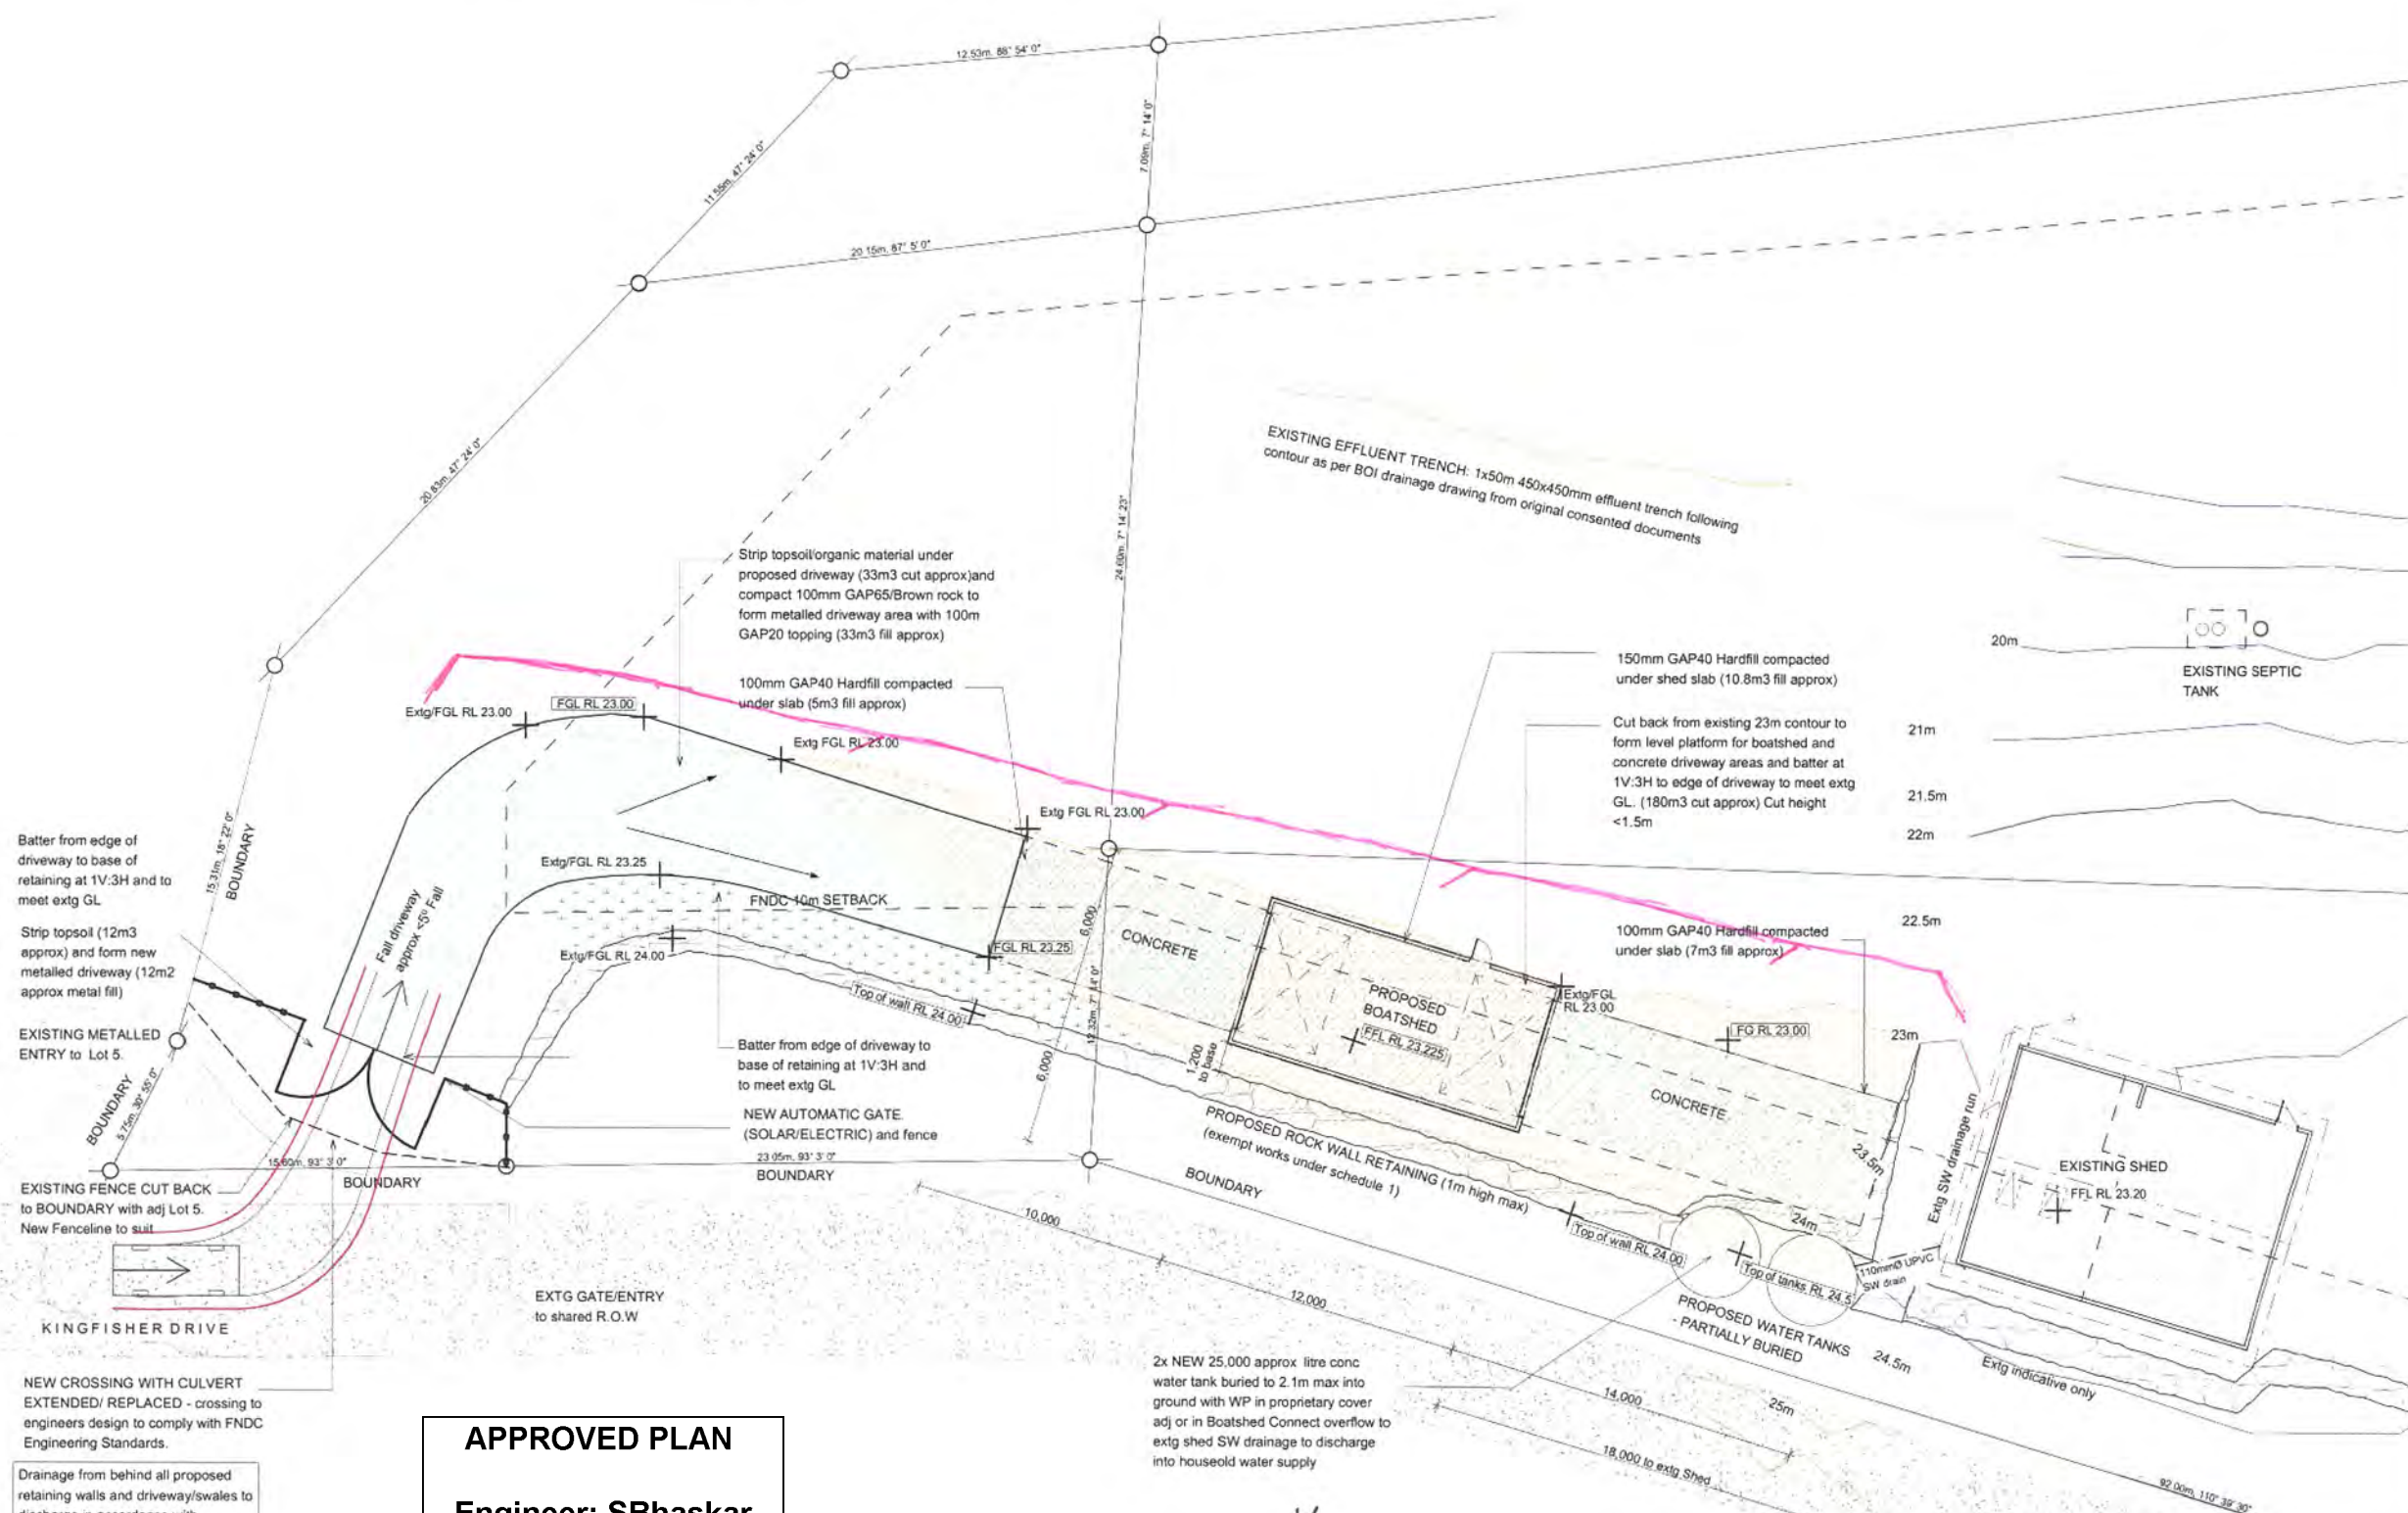 12.53m, 88° 54' 0"
7.09m, 7° 14' 0"
11.55m, 47° 24' 0"
20.15m, 87° 5' 0"
20.83m, 47° 24' 0"
24.60m, 7° 14' 23"
EXISTING EFFLUENT TRENCH: 1x50m 450x450mm effluent trench following
contour as per BOI drainage drawing from original consented documents
Strip topsoil/organic material under
proposed driveway (33m3 cut approx)and
compact 100mm GAP65/Brown rock to
form metalled driveway area with 100m
GAP20 topping (33m3 fill approx)
100mm GAP40 Hardfill compacted
under slab (5m3 fill approx)
150mm GAP40 Hardfill compacted
under shed slab (10.8m3 fill approx)
Cut back from existing 23m contour to
form level platform for boatshed and
concrete driveway areas and batter at
1V:3H to edge of driveway to meet extg
GL. (180m3 cut approx) Cut height
<1.5m
20m
EXISTING SEPTIC
TANK
21m
21.5m
22m
22.5m
23m
100mm GAP40 Hardfill compacted
under slab (7m3 fill approx)
Extg/FGL RL 23.00
FGL RL 23.00
Extg FGL RL 23.00
Extg FGL RL 23.00
15.31m, 18° 22' 0"
BOUNDARY
Batter from edge of
driveway to base of
retaining at 1V:3H and to
meet extg GL
Strip topsoil (12m3
approx) and form new
metalled driveway (12m2
approx metal fill)
EXISTING METALLED
ENTRY to Lot 5.
Fall driveway
approx <5° Fall
Extg/FGL RL 23.25
FNDC 10m SETBACK
Extg/FGL RL 24.00
FGL RL 23.25
Top of wall RL 24.00
6,000
CONCRETE
12.32m, 7° 14' 0"
6,000
1,200
to base
PROPOSED
BOATSHED
FFL RL 23.225
Extg/FGL
RL 23.00
FG RL 23.00
CONCRETE
23.5m
Extg SW drainage run
EXISTING SHED
FFL RL 23.20
Batter from edge of driveway to
base of retaining at 1V:3H and
to meet extg GL
NEW AUTOMATIC GATE.
(SOLAR/ELECTRIC) and fence
BOUNDARY
5.75m, 30° 55' 0"
15.60m, 93° 3' 0"
BOUNDARY
23.05m, 93° 3' 0"
BOUNDARY
EXISTING FENCE CUT BACK
to BOUNDARY with adj Lot 5.
New Fenceline to suit
PROPOSED ROCK WALL RETAINING (1m high max)
(exempt works under schedule 1)
BOUNDARY
Top of wall RL 24.00
24m
Top of tanks RL 24.5
110mmØ UPVC
SW drain
PROPOSED WATER TANKS
- PARTIALLY BURIED
24.5m
Extg indicative only
25m
10,000
12,000
14,000
18,000 to extg Shed
92.00m, 110° 39' 30"
KINGFISHER DRIVE
EXTG GATE/ENTRY
to shared R.O.W
NEW CROSSING WITH CULVERT
EXTENDED/ REPLACED - crossing to
engineers design to comply with FNDC
Engineering Standards.
2x NEW 25,000 approx litre conc
water tank buried to 2.1m max into
ground with WP in proprietary cover
adj or in Boatshed Connect overflow to
extg shed SW drainage to discharge
into houseold water supply
Drainage from behind all proposed
retaining walls and driveway/swales to
discharge in accordance with
APPROVED PLAN
Engineer: SBhaskar